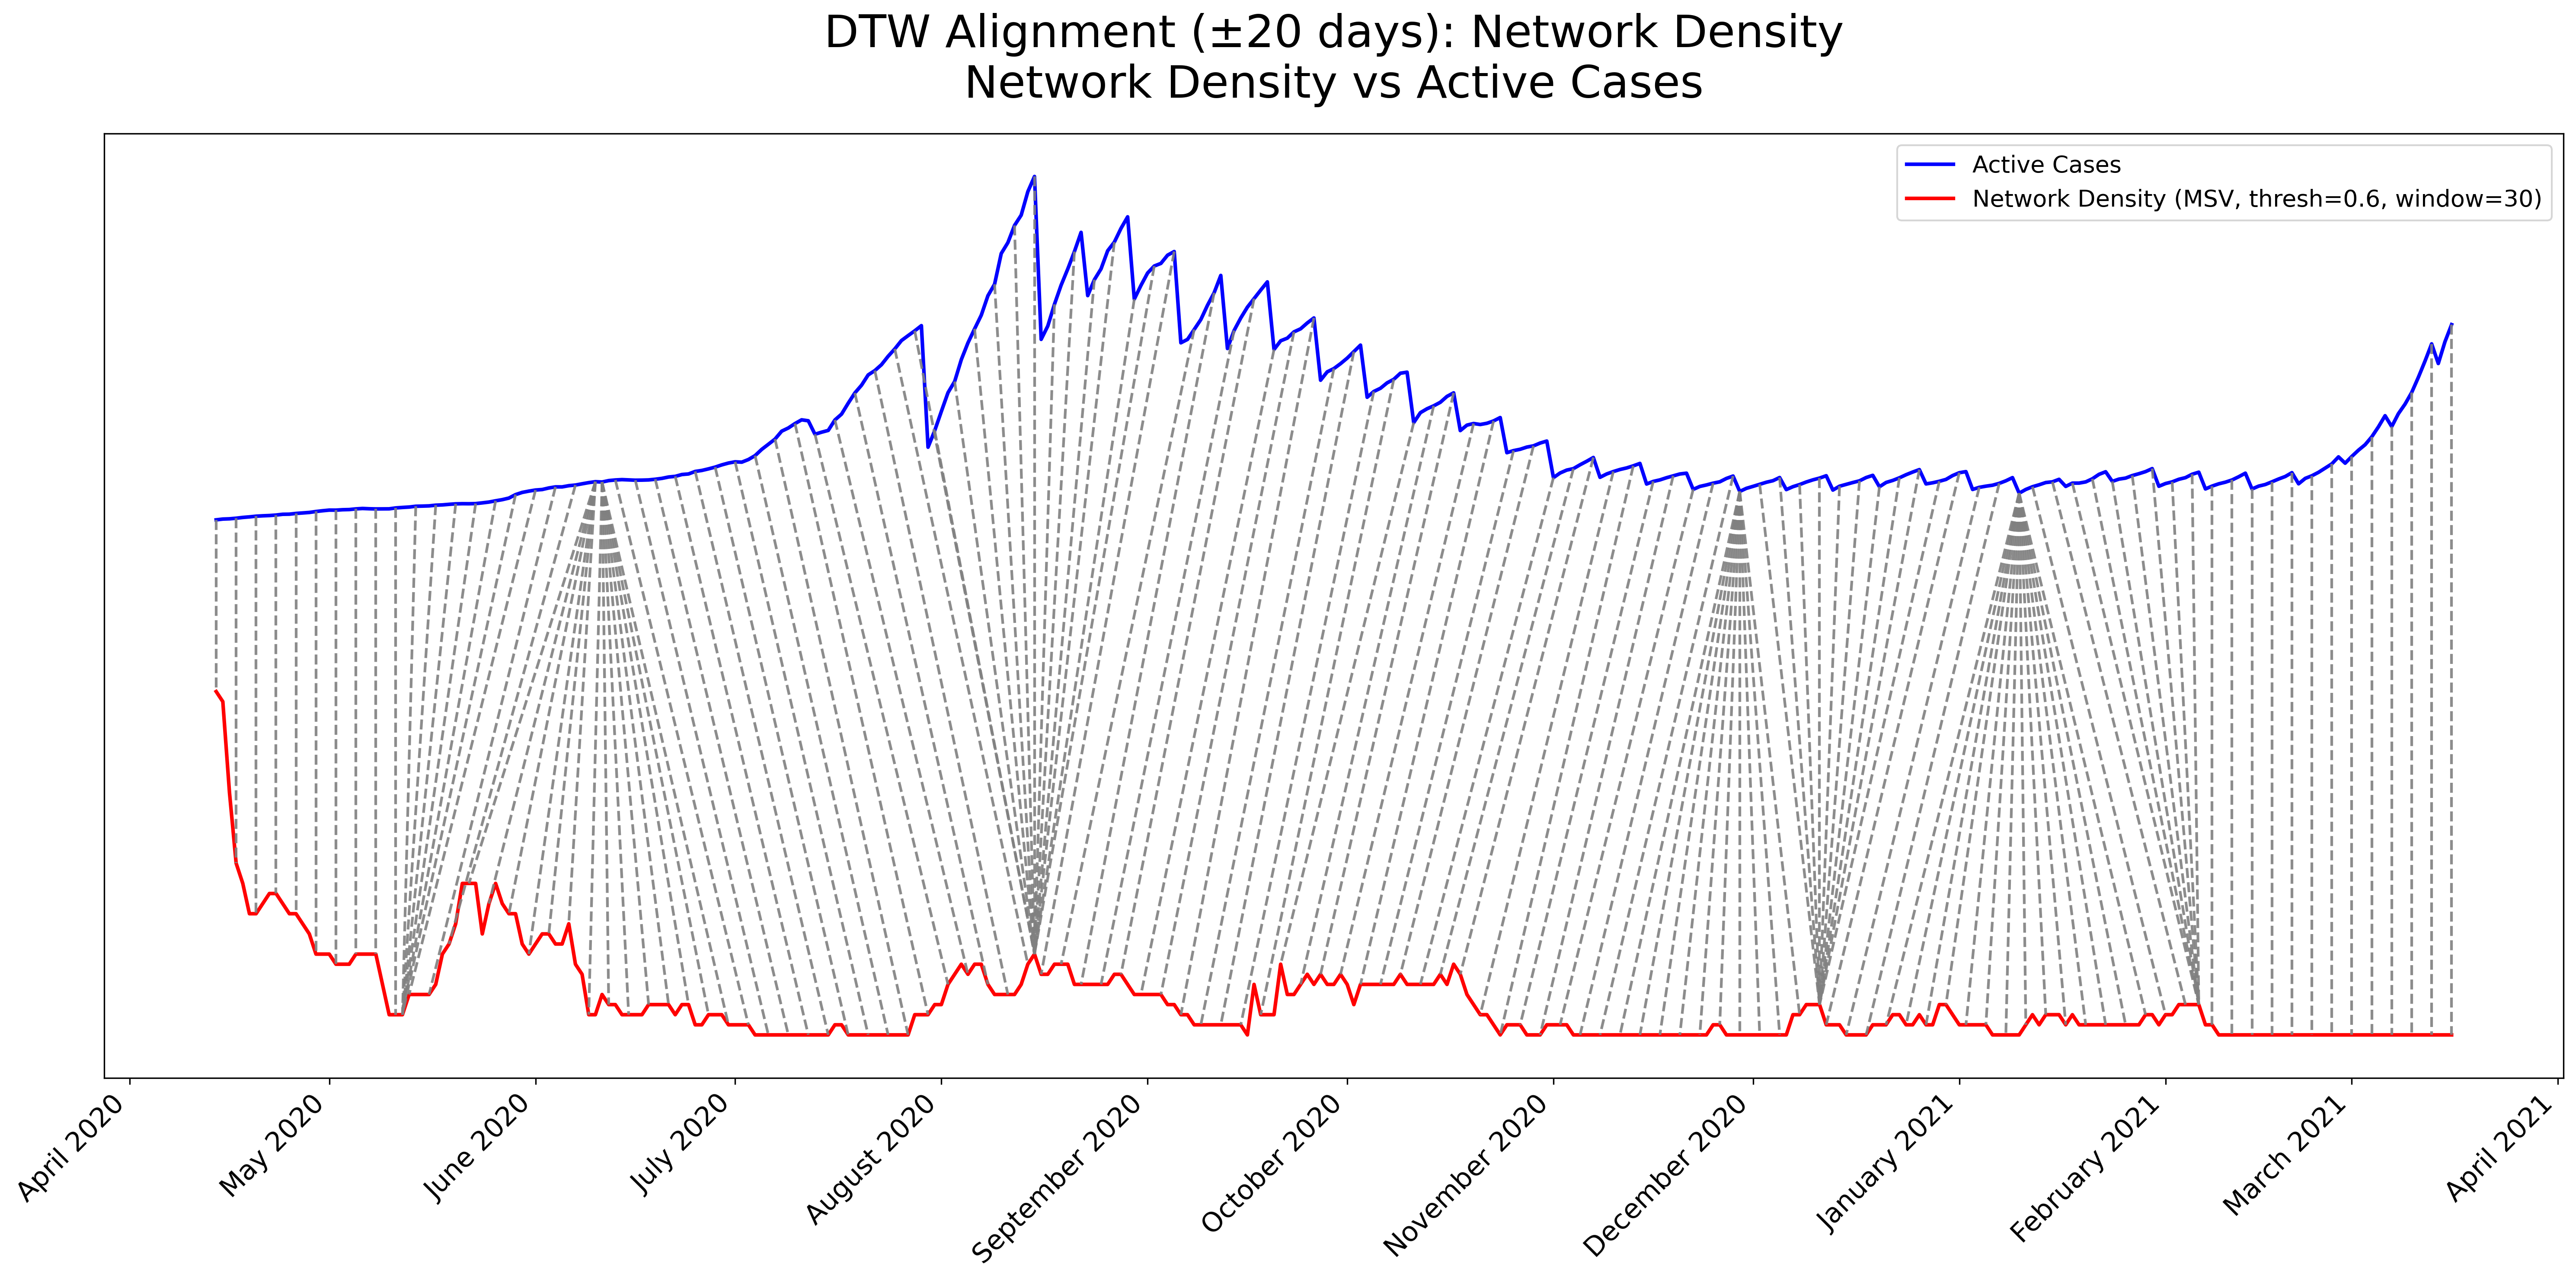 DTW Alignment (±20 days): Network Density
Network Density vs Active Cases
Active Cases
Network Density (MSV, thresh=0.6, window=30)
April 2020
May 2020
June 2020
July 2020
August 2020
September 2020
October 2020
November 2020
December 2020
January 2021
February 2021
March 2021
April 2021